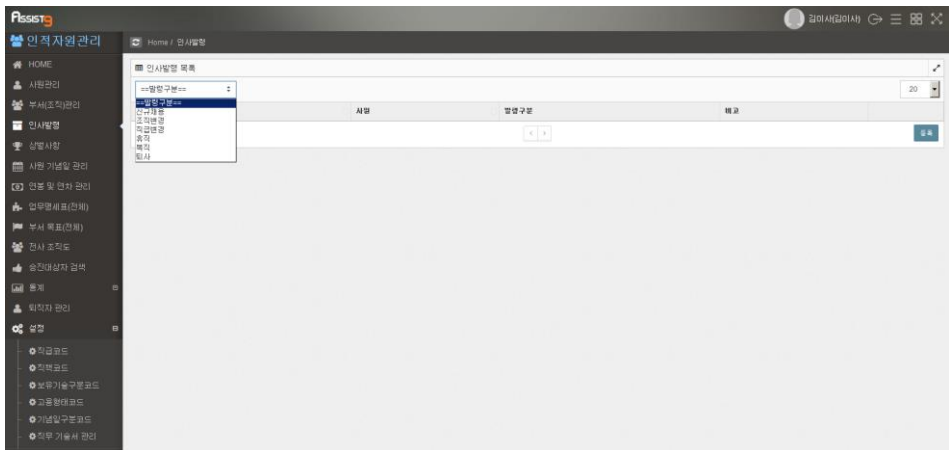 Assist9
김이사(김이사)
인적자원관리
Home / 인사발령
HOME
사원관리
부서(조직)관리
인사발령
상벌사항
사원 기념일 관리
연봉 및 연차 관리
업무명세표(전체)
부서 목표(전체)
전사 조직도
승진대상자 검색
통계
퇴직자 관리
설정
직급코드
직책코드
보유기술구분코드
고용형태코드
기념일구분코드
직무 기술서 관리
인사발령 목록
==발령구분==
20
==발령구분==
신규채용
조직변경
직급변경
휴직
복직
퇴사
사원
발령구분
비고
< >
등록